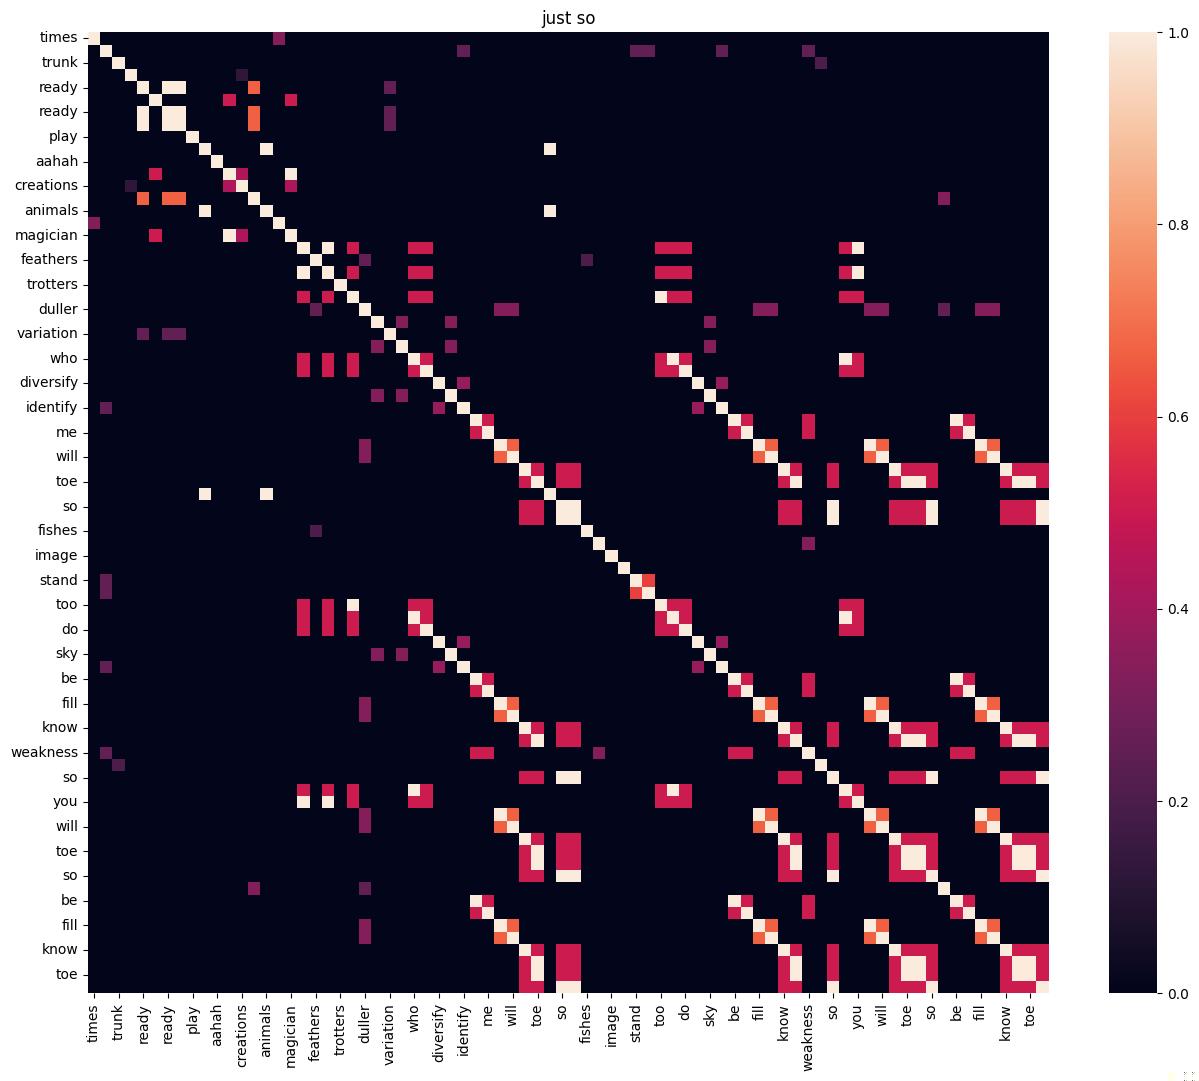 just so
times
trunk
ready
ready
play
aahah
creations
animals
magician
feathers
trotters
duller
variation
who
diversify
identify
me
will
toe
so
fishes
image
stand
too
do
sky
be
fill
know
weakness
so
you
will
toe
so
be
fill
know
toe
times
trunk
ready
ready
play
aahah
creations
animals
magician
feathers
trotters
duller
variation
who
diversify
identify
me
will
toe
so
fishes
image
stand
too
do
sky
be
fill
know
weakness
so
you
will
toe
so
be
fill
know
toe
1.0
0.8
0.6
0.4
0.2
0.0